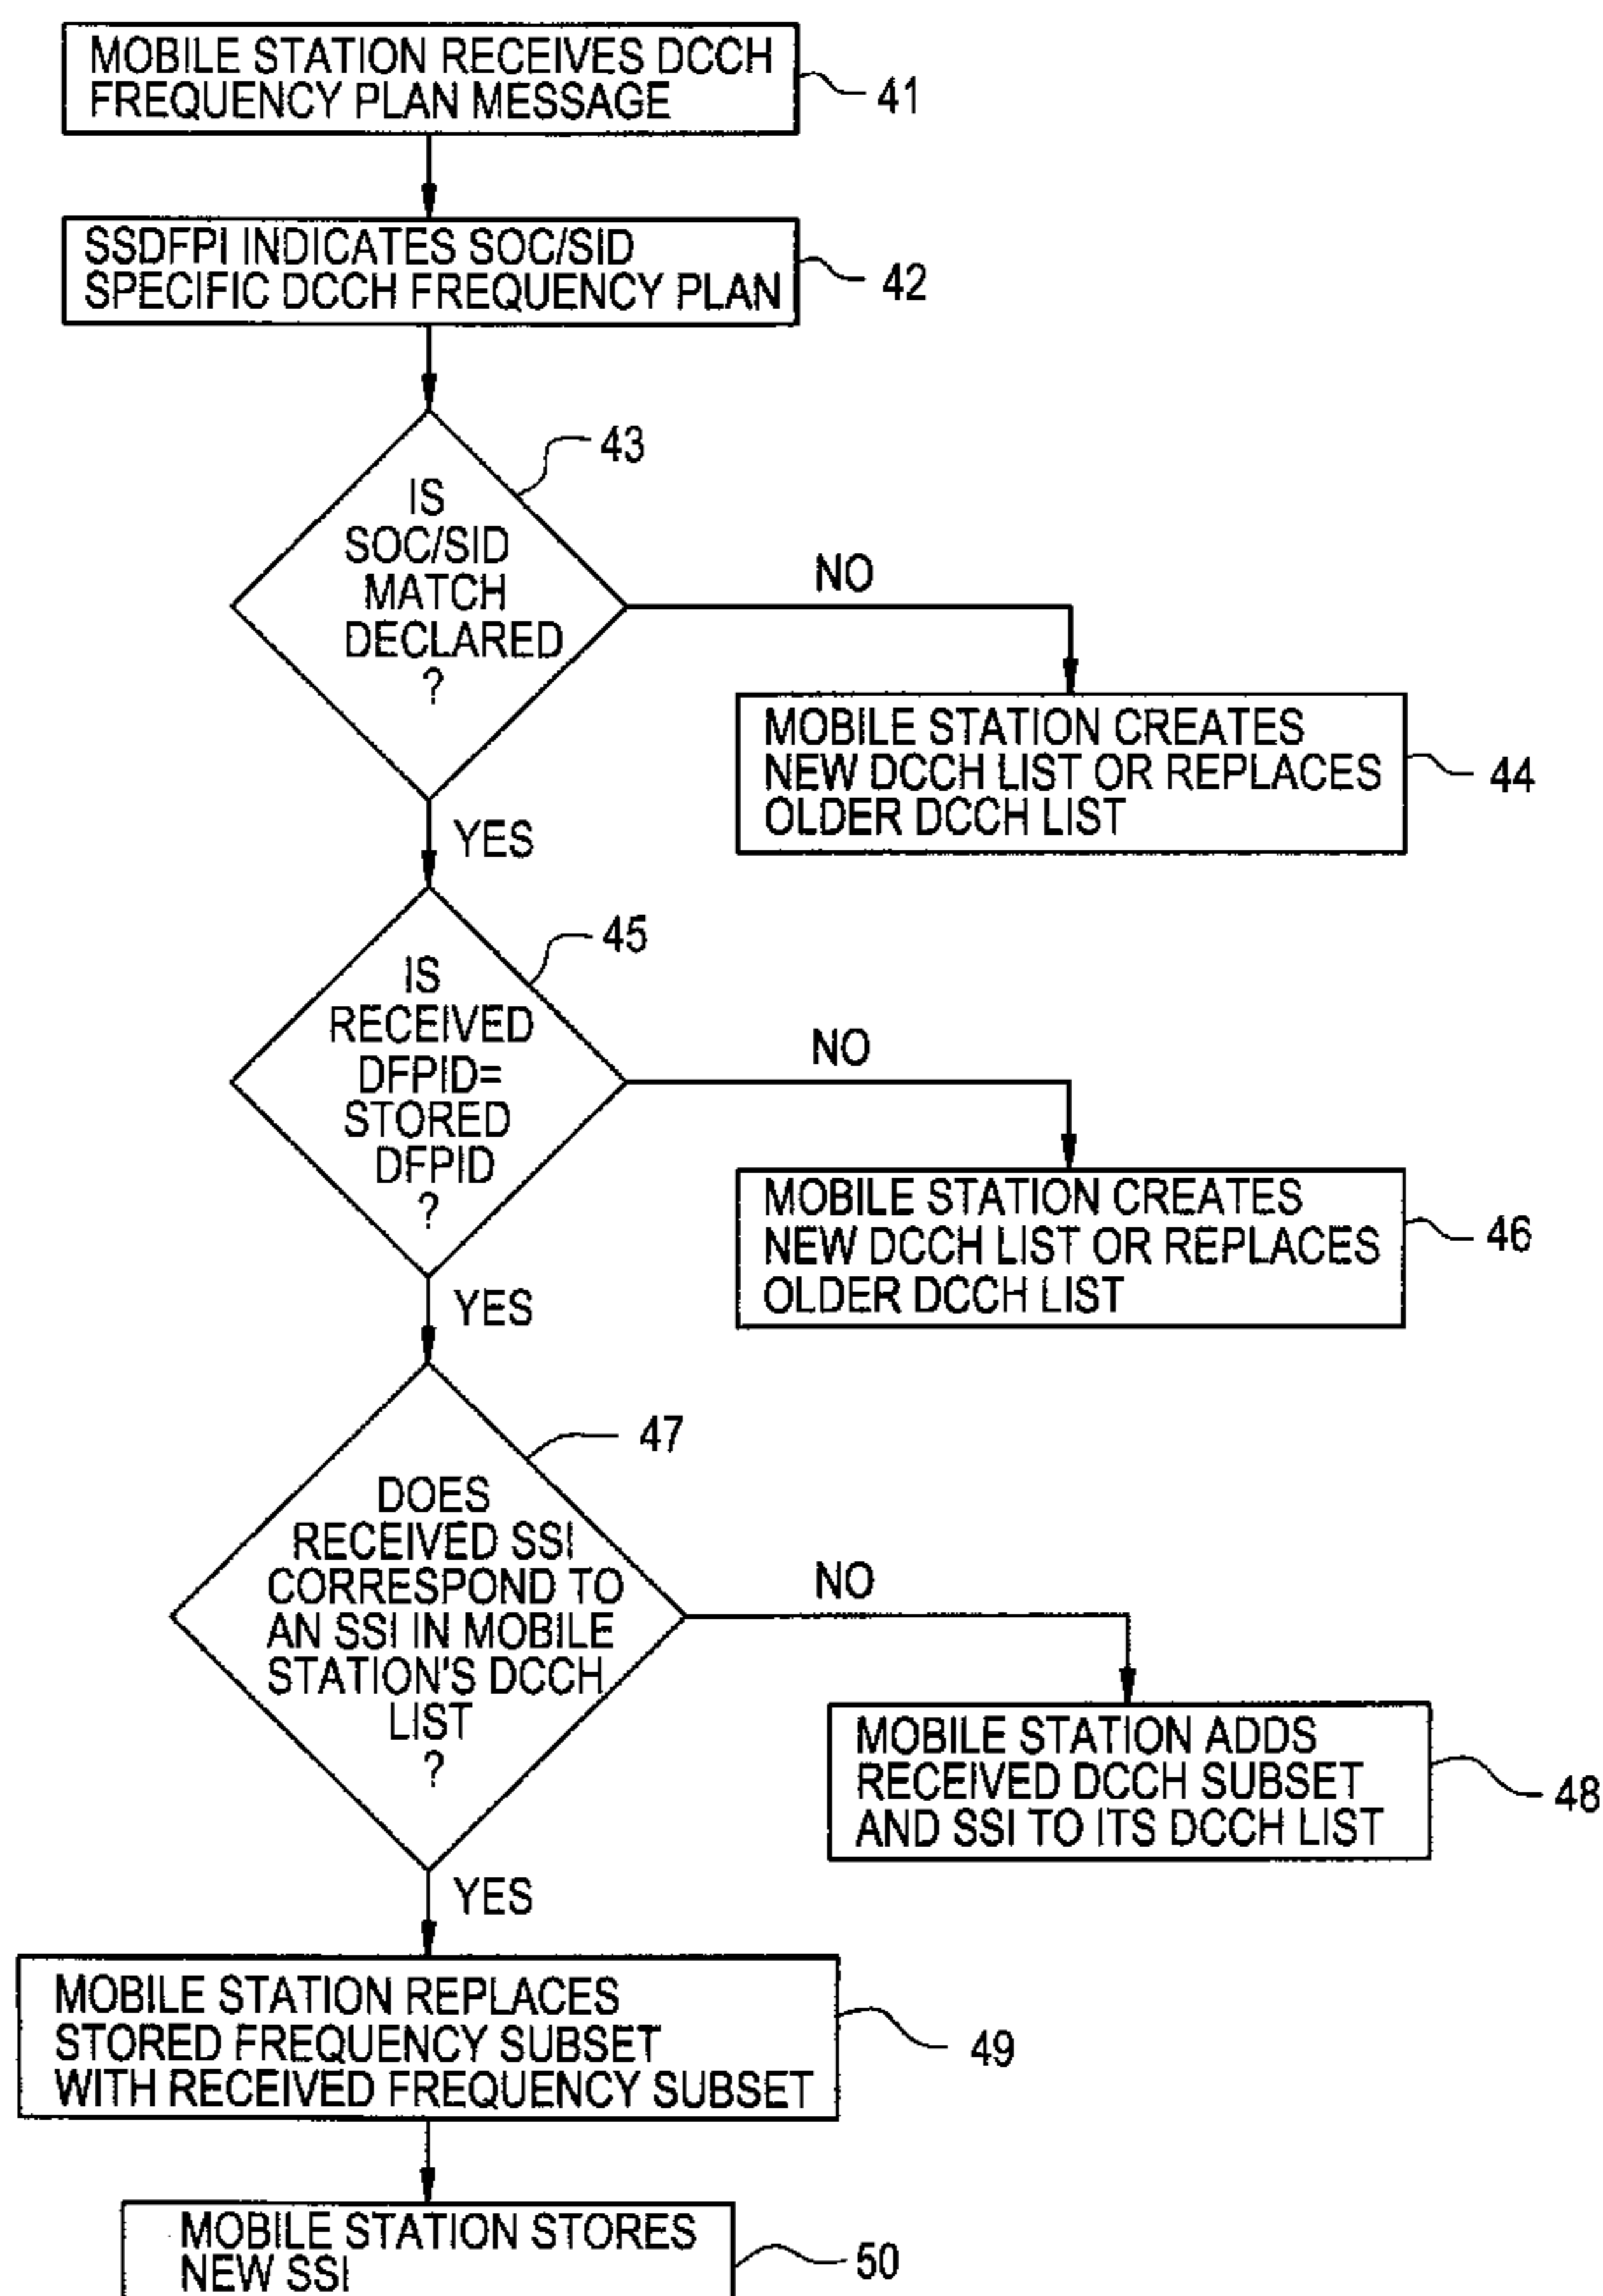 MOBILE STATION RECEIVES DCCH
FREQUENCY PLAN MESSAGE
41
SSDFPI INDICATES SOC/SID
SPECIFIC DCCH FREQUENCY PLAN
42
43
IS
SOC/SID
MATCH
DECLARED
?
NO
MOBILE STATION CREATES
NEW DCCH LIST OR REPLACES
OLDER DCCH LIST
44
YES
45
IS
RECEIVED
DFPID=
STORED
DFPID
?
NO
MOBILE STATION CREATES
NEW DCCH LIST OR REPLACES
OLDER DCCH LIST
46
YES
47
DOES
RECEIVED SSI
CORRESPOND TO
AN SSI IN MOBILE
STATION'S DCCH
LIST
?
NO
MOBILE STATION ADDS
RECEIVED DCCH SUBSET
AND SSI TO ITS DCCH LIST
48
YES
MOBILE STATION REPLACES
STORED FREQUENCY SUBSET
WITH RECEIVED FREQUENCY SUBSET
49
MOBILE STATION STORES
NEW SSI
50